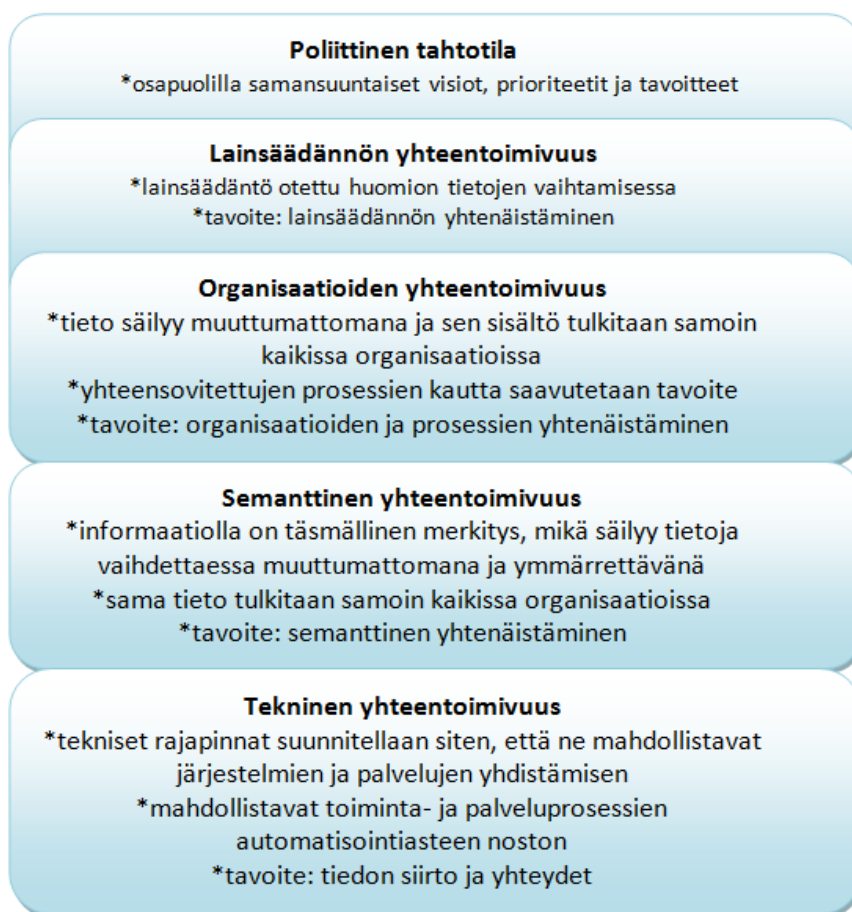 Poliittinen tahtotila
*osapuolilla samansuuntaiset visiot, prioriteetit ja tavoitteet
Lainsäädännön yhteentoimivuus
*lainsäädäntö otettu huomion tietojen vaihtamisessa
*tavoite: lainsäädännön yhtenäistäminen
Organisaatioiden yhteentoimivuus
*tieto säilyy muuttumattomana ja sen sisältö tulkitaan samoin
kaikissa organisaatioissa
*yhteensovitettujen prosessien kautta saavutetaan tavoite
*tavoite: organisaatioiden ja prosessien yhtenäistäminen
Semanttinen yhteentoimivuus
*informaatiolla on täsmällinen merkitys, mikä säilyy tietoja
vaihdettaessa muuttumattomana ja ymmärrettävänä
*sama tieto tulkitaan samoin kaikissa organisaatioissa
*tavoite: semanttinen yhtenäistäminen
Tekninen yhteentoimivuus
*tekniset rajapinnat suunnitellaan siten, että ne mahdollistavat
järjestelmien ja palvelujen yhdistämisen
*mahdollistavat toiminta- ja palveluprosessien
automatisointiasteen noston
*tavoite: tiedon siirto ja yhteydet